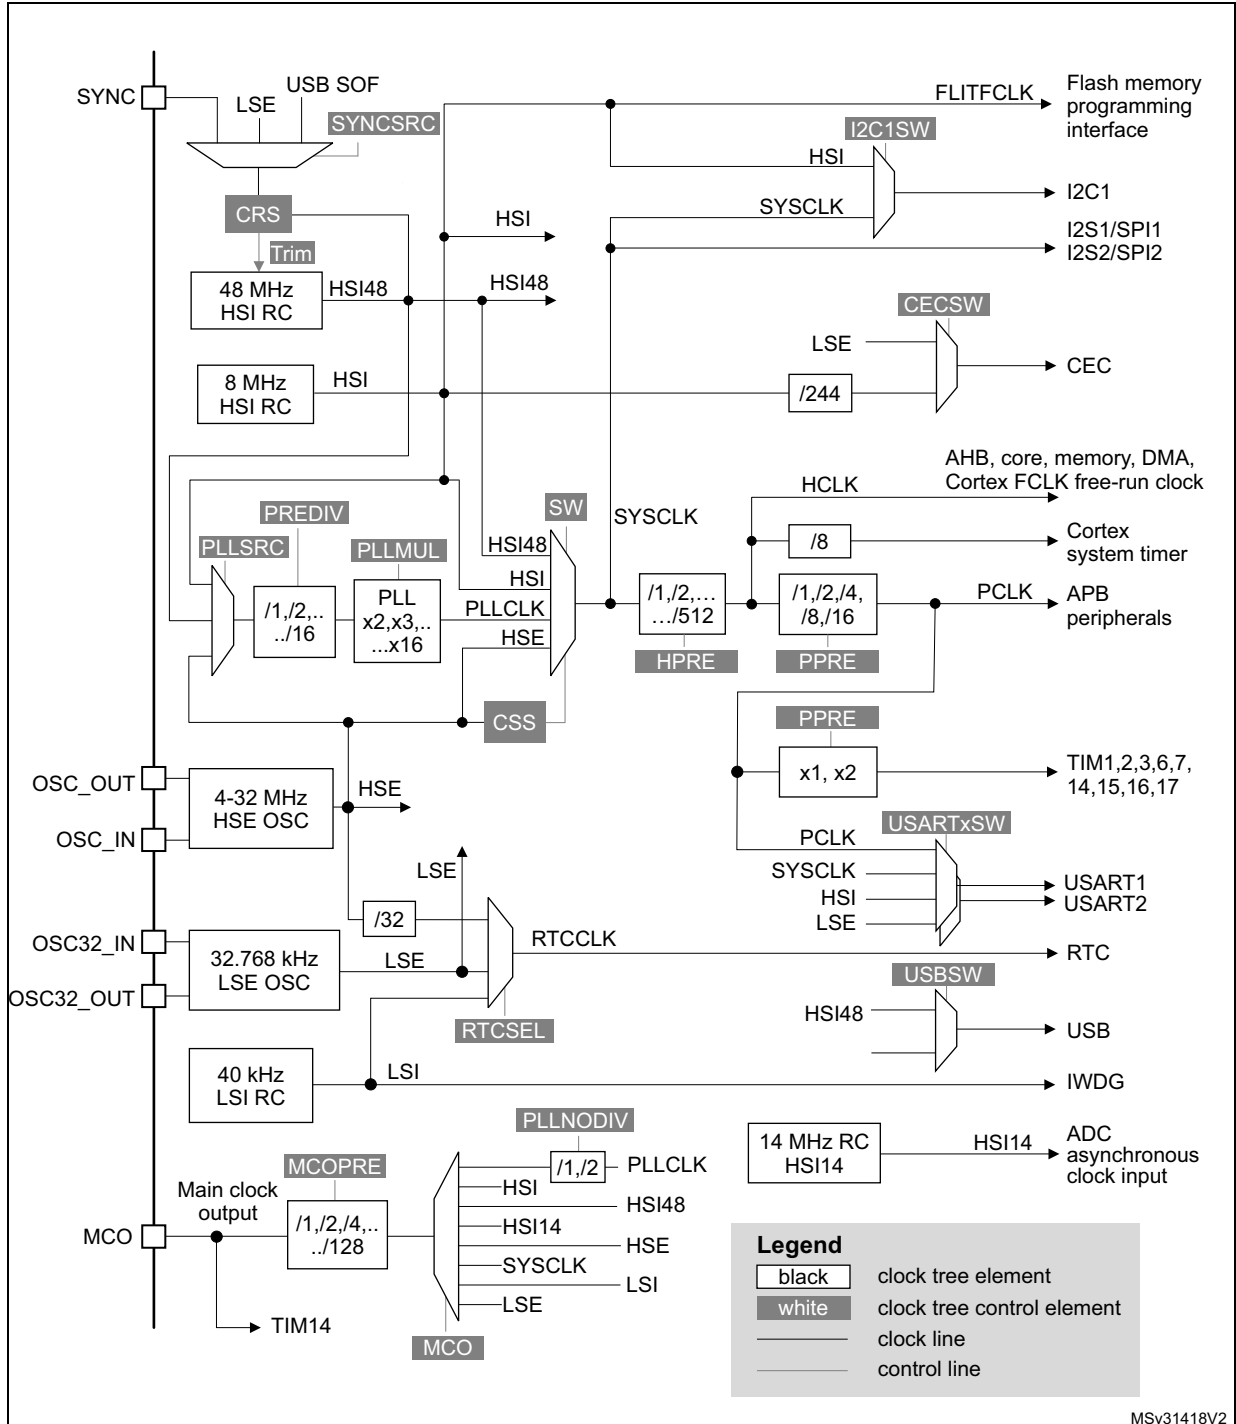 USB SOF
SYNC
LSE
SYNCSRC
FLITFCLK
Flash memory
programming
interface
I2C1SW
HSI
I2C1
SYSCLK
CRS
HSI
I2S1/SPI1
I2S2/SPI2
Trim
48 MHz
HSI RC
HSI48
HSI48
CECSW
LSE
CEC
8 MHz
HSI RC
HSI
/244
AHB, core, memory, DMA,
Cortex FCLK free-run clock
HCLK
SW
PREDIV
SYSCLK
/8
Cortex
system timer
PLLSRC
PLLMUL
HSI48
HSI
PLLCLK
HSE
/1,/2,..
../16
PLL
x2,x3,..
...x16
/1,/2,…
…/512
/1,/2,/4,
/8,/16
PCLK
APB
peripherals
HPRE
PPRE
CSS
PPRE
x1, x2
TIM1,2,3,6,7,
14,15,16,17
OSC_OUT
OSC_IN
4-32 MHz
HSE OSC
HSE
USARTxSW
PCLK
SYSCLK
HSI
LSE
USART1
USART2
LSE
/32
OSC32_IN
OSC32_OUT
32.768 kHz
LSE OSC
LSE
RTCCLK
RTC
RTCSEL
USBSW
HSI48
USB
40 kHz
LSI RC
LSI
IWDG
PLLNODIV
/1,/2
PLLCLK
14 MHz RC
HSI14
HSI14
ADC
asynchronous
clock input
MCOPRE
Main clock
output
MCO
/1,/2,/4,..
../128
HSI
HSI48
HSI14
HSE
SYSCLK
LSI
LSE
TIM14
MCO
Legend
black
clock tree element
white
clock tree control element
clock line
control line
MSv31418V2